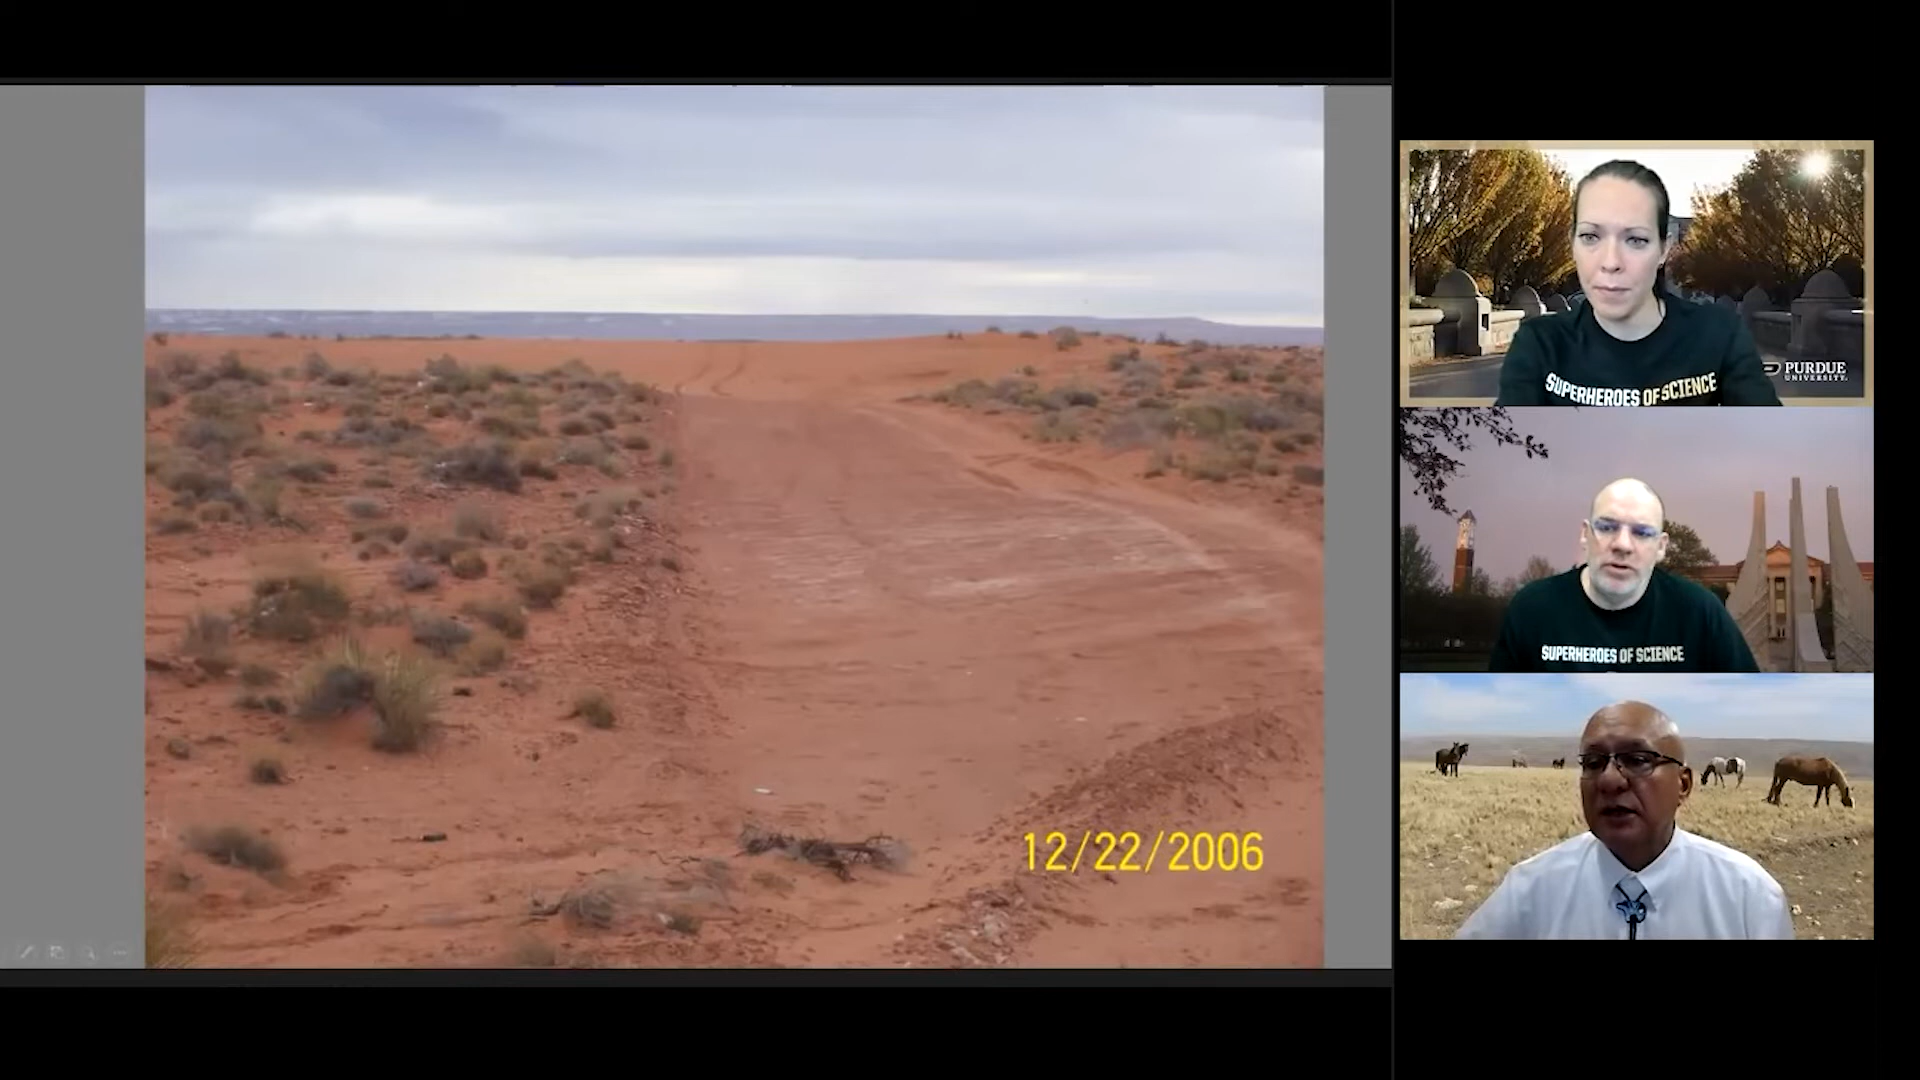 12/22/2006
SUPERHEROES OF SCIENCE
PURDUE
UNIVERSITY.
SUPERHEROES OF SCIENCE